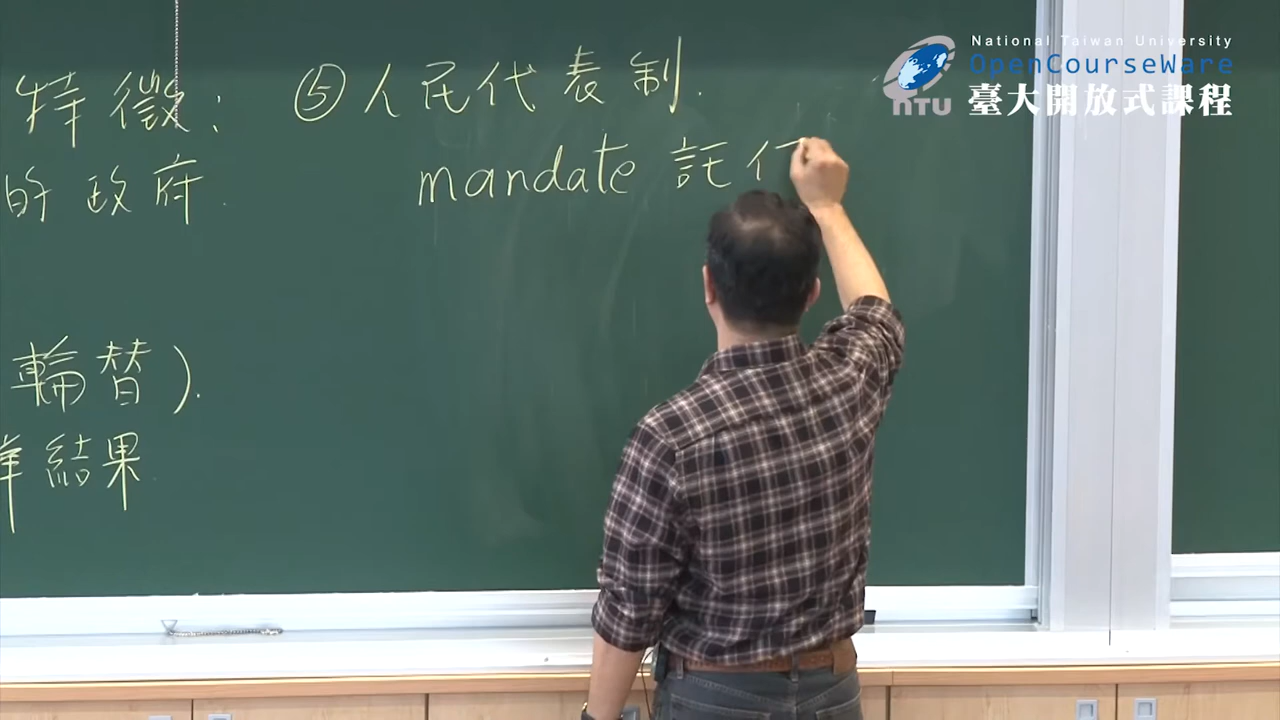 特徵:
的政府.
輪替).
結果
⑤人民代表制.
mandate 託
National Taiwan University
OpenCourseWare
NTU
臺大開放式課程